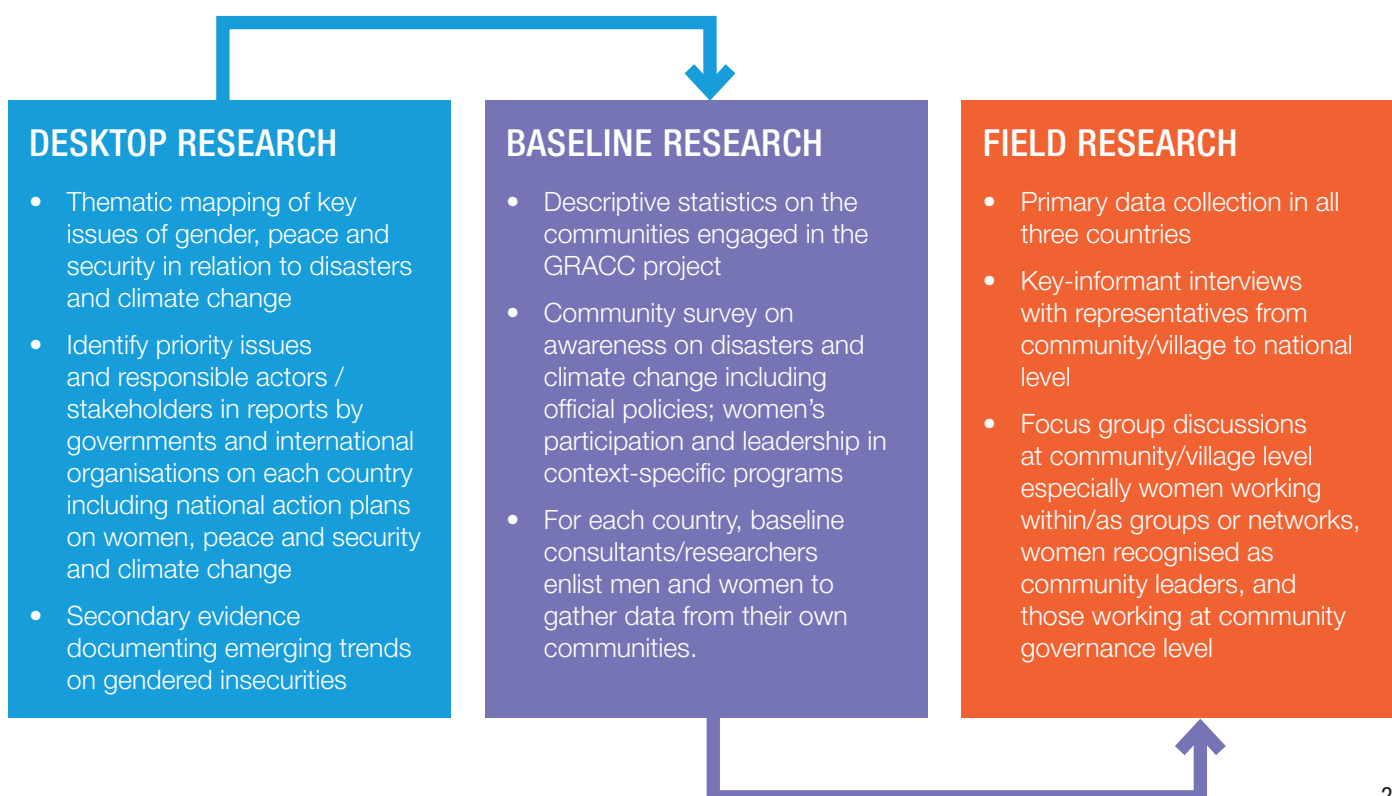 DESKTOP RESEARCH
• Thematic mapping of key
issues of gender, peace and
security in relation to disasters
and climate change
• Identify priority issues
and responsible actors /
stakeholders in reports by
governments and international
organisations on each country
including national action plans
on women, peace and security
and climate change
• Secondary evidence
documenting emerging trends
on gendered insecurities
BASELINE RESEARCH
• Descriptive statistics on the
communities engaged in the
GRACC project
• Community survey on
awareness on disasters and
climate change including
official policies; women’s
participation and leadership in
context-specific programs
• For each country, baseline
consultants/researchers
enlist men and women to
gather data from their own
communities.
FIELD RESEARCH
• Primary data collection in all
three countries
• Key-informant interviews
with representatives from
community/village to national
level
• Focus group discussions
at community/village level
especially women working
within/as groups or networks,
women recognised as
community leaders, and
those working at community
governance level